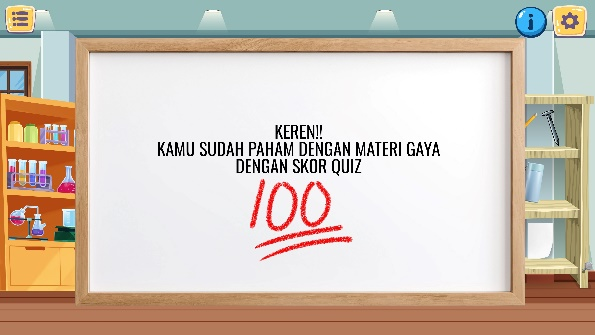 KEREN!!
KAMU SUDAH PAHAM DENGAN MATERI GAYA
DENGAN SKOR QUIZ
100